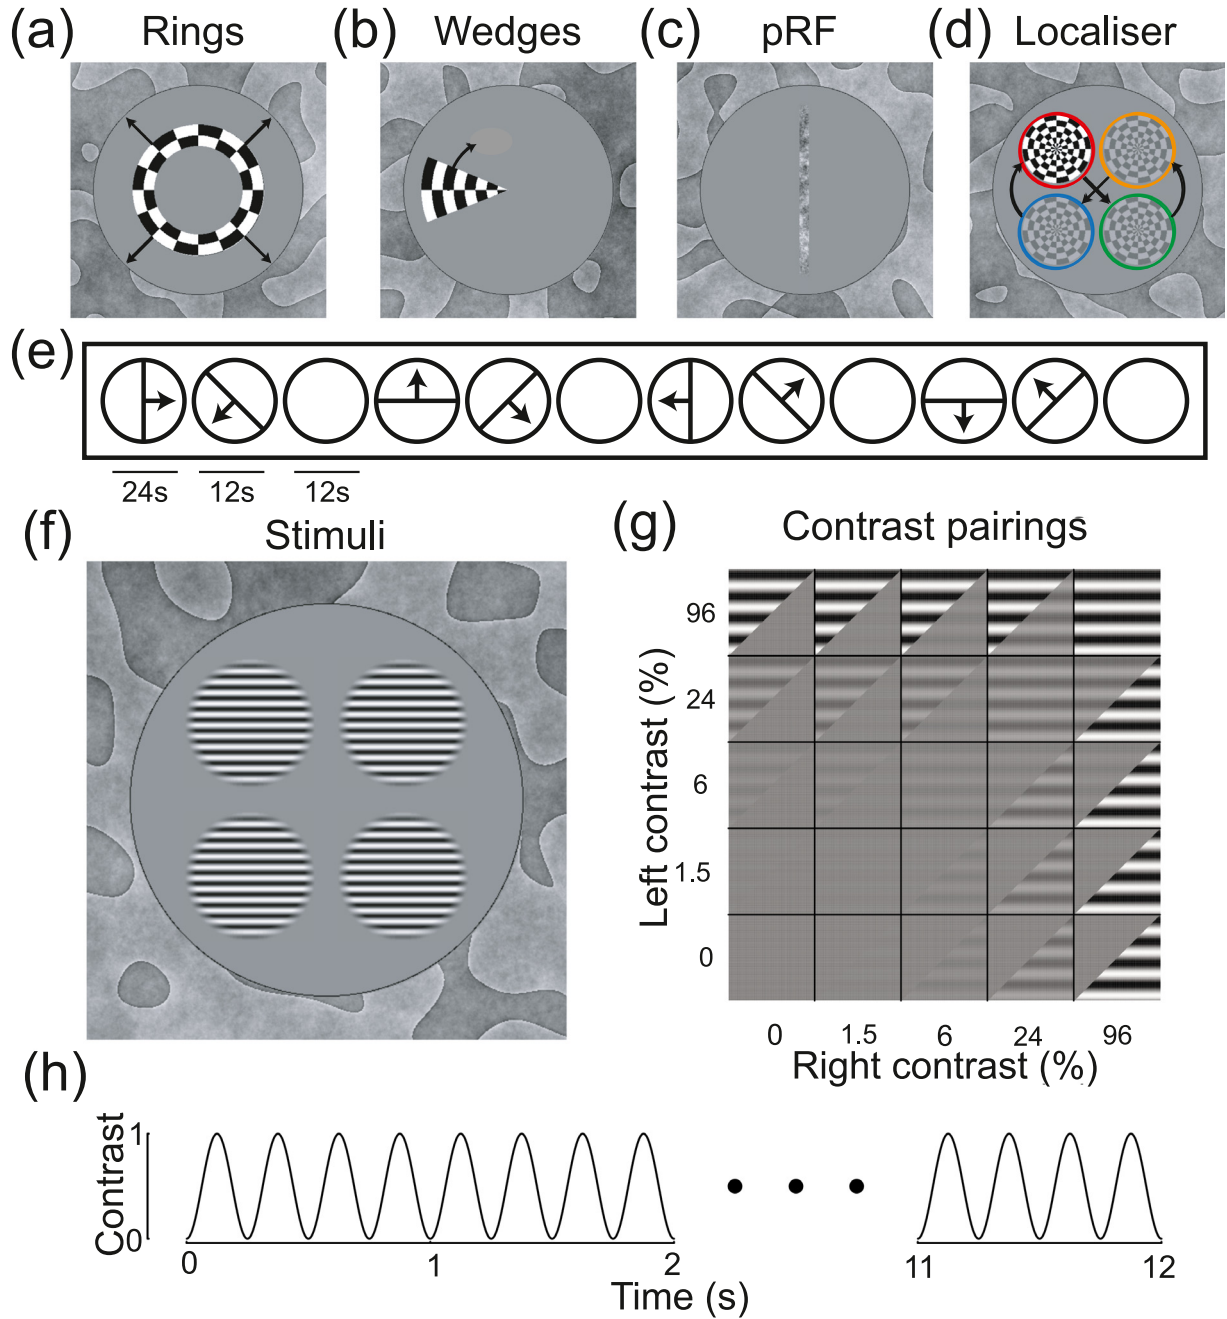 (a) Rings
(b) Wedges
(c) pRF
(d) Localiser
(e)
24s 12s 12s
(f) Stimuli
(g) Contrast pairings
Left contrast (%)
96
24
6
1.5
0
0 1.5 6 24 96
Right contrast (%)
(h)
Contrast
1
0
0 1 2 11 12
Time (s)